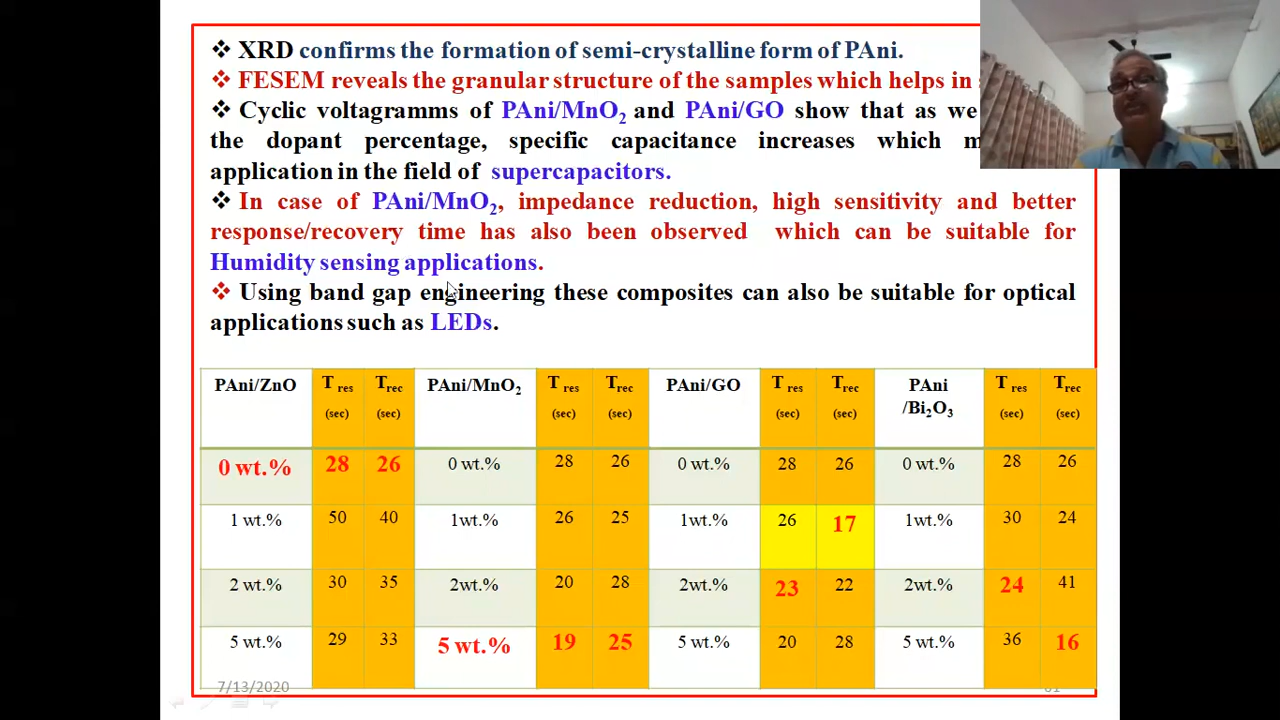 ❖ XRD confirms the formation of semi-crystalline form of PAni.
❖ FESEM reveals the granular structure of the samples which helps in
❖ Cyclic voltagramms of PAni/MnO₂ and PAni/GO show that as we
the dopant percentage, specific capacitance increases which
application in the field of supercapacitors.
❖ In case of PAni/MnO₂, impedance reduction, high sensitivity and better
response/recovery time has also been observed which can be suitable for
Humidity sensing applications.
❖ Using band gap engineering these composites can also be suitable for optical
applications such as LEDs.
PAni/ZnO T res (sec) Trec (sec) PAni/MnO₂ T res (sec) Trec (sec) PAni/GO T res (sec) Trec (sec) PAni /Bi₂O₃ T res (sec) Trec (sec)
0 wt.% 28 26 0 wt.% 28 26 0 wt.% 28 26 0 wt.% 28 26
1 wt.% 50 40 1wt.% 26 25 1wt.% 26 17 1wt.% 30 24
2 wt.% 30 35 2wt.% 20 28 2wt.% 23 22 2wt.% 24 41
5 wt.% 29 33 5 wt.% 19 25 5 wt.% 20 28 5 wt.% 36 16
7/13/2020